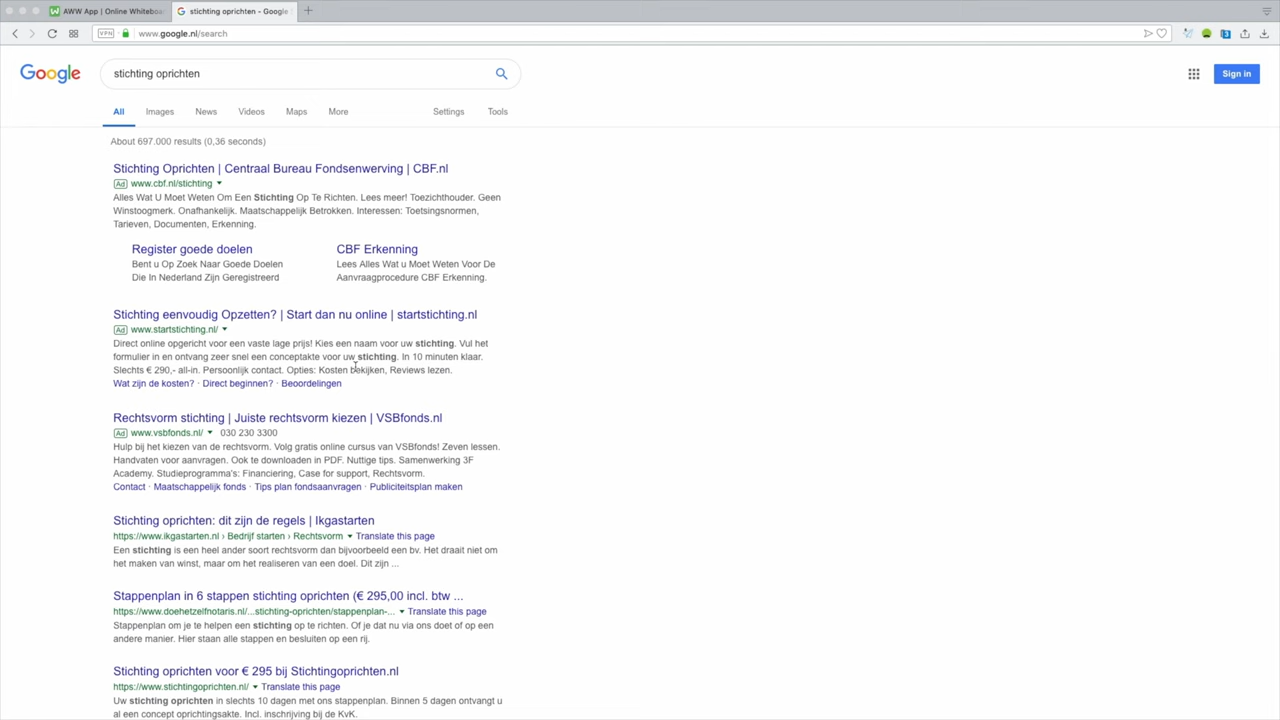 AWW App | Online Whiteboa
stichting oprichten - Google S
VPN
www.google.nl/search
Google
stichting oprichten
Sign in
All
Images
News
Videos
Maps
More
Settings
Tools
About 697.000 results (0,36 seconds)
Stichting Oprichten | Centraal Bureau Fondsenwerving | CBF.nl
Ad www.cbf.nl/stichting
Alles Wat U Moet Weten Om Een Stichting Op Te Richten. Lees meer! Toezichthouder. Geen
Winstoogmerk. Onafhankelijk. Maatschappelijk Betrokken. Interessen: Toetsingsnormen,
Tarieven, Documenten, Erkenning.
Register goede doelen
Bent u Op Zoek Naar Goede Doelen
Die In Nederland Zijn Geregistreerd
CBF Erkenning
Lees Alles Wat u Moet Weten Voor De
Aanvraagprocedure CBF Erkenning.
Stichting eenvoudig Opzetten? | Start dan nu online | startstichting.nl
Ad www.startstichting.nl/
Direct online opgericht voor een vaste lage prijs! Kies een naam voor uw stichting. Vul het
formulier in en ontvang zeer snel een conceptakte voor uw stichting. In 10 minuten klaar.
Slechts € 290,- all-in. Persoonlijk contact. Opties: Kosten bekijken, Reviews lezen.
Wat zijn de kosten? · Direct beginnen? · Beoordelingen
Rechtsvorm stichting | Juiste rechtsvorm kiezen | VSBfonds.nl
Ad www.vsbfonds.nl/ 030 230 3300
Hulp bij het kiezen van de rechtsvorm. Volg gratis online cursus van VSBfonds! Zeven lessen.
Handvaten voor aanvragen. Ook te downloaden in PDF. Nuttige tips. Samenwerking 3F
Academy. Studieprogramma's: Financiering, Case for support, Rechtsvorm.
Contact · Maatschappelijk fonds · Tips plan fondsaanvragen · Publiciteitsplan maken
Stichting oprichten: dit zijn de regels | Ikgastarten
https://www.ikgastarten.nl › Bedrijf starten › Rechtsvorm Translate this page
Een stichting is een heel ander soort rechtsvorm dan bijvoorbeeld een bv. Het draait niet om
het maken van winst, maar om het realiseren van een doel. Dit zijn ...
Stappenplan in 6 stappen stichting oprichten (€ 295,00 incl. btw ...
https://www.doehetzelfnotaris.nl/...stichting-oprichten/stappenplan-... Translate this page
Stappenplan om je te helpen een stichting op te richten. Of je dat nu via ons doet of op een
andere manier. Hier staan alle stappen en besluiten op een rij.
Stichting oprichten voor € 295 bij Stichtingoprichten.nl
https://www.stichtingoprichten.nl/ Translate this page
Uw stichting oprichten in slechts 10 dagen met ons stappenplan. Binnen 5 dagen ontvangt u
al een concept oprichtingsakte. Incl. inschrijving bij de KvK.